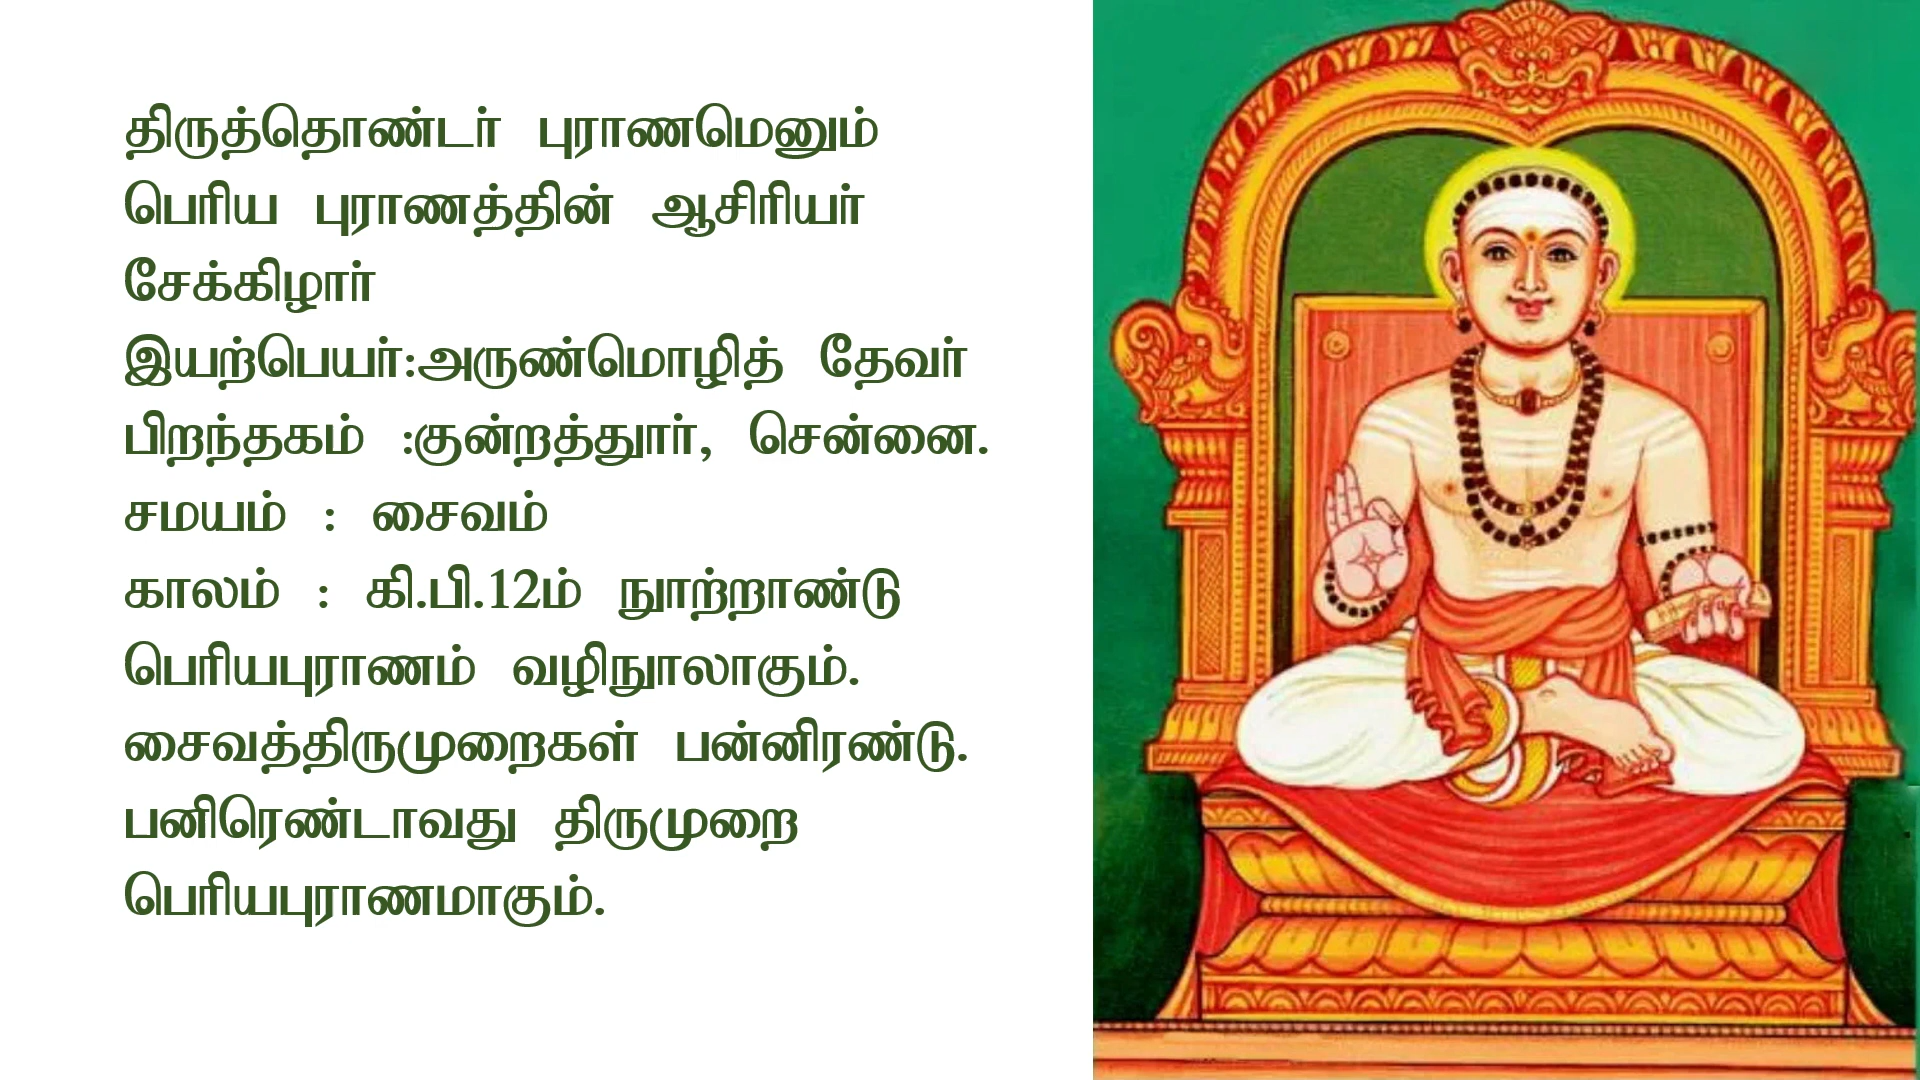 திருத்தொண்டர் புராணமெனும்
பெரிய புராணத்தின் ஆசிரியர்
சேக்கிழார்
இயற்பெயர்:அருண்மொழித் தேவர்
பிறந்தகம் :குன்றத்தூர், சென்னை.
சமயம் : சைவம்
காலம் : கி.பி.12ம் நூற்றாண்டு
பெரியபுராணம் வழிநூலாகும்.
சைவத்திருமுறைகள் பன்னிரண்டு.
பனிரெண்டாவது திருமுறை
பெரியபுராணமாகும்.